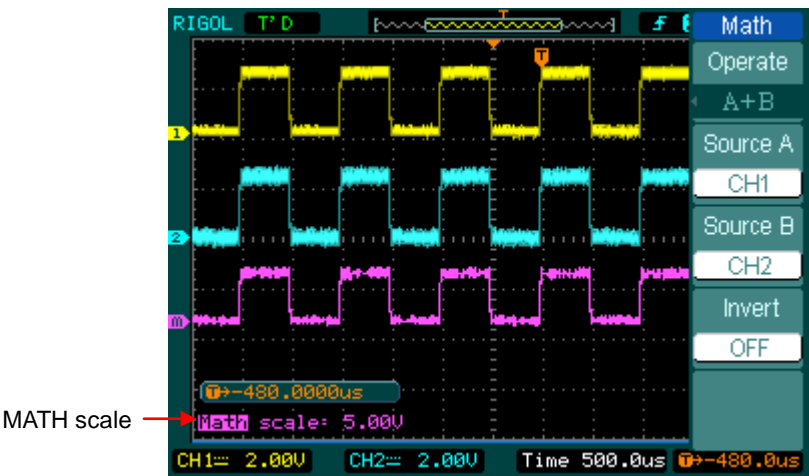 RIGOL T'D
T
Math
Operate
A+B
T
Source A
CH1
1
Source B
CH2
2
Invert
OFF
m
T→-480.0000us
MATH scale
Math scale: 5.00V
CH1 2.00V CH2 2.00V Time 500.0us T→-480.0us